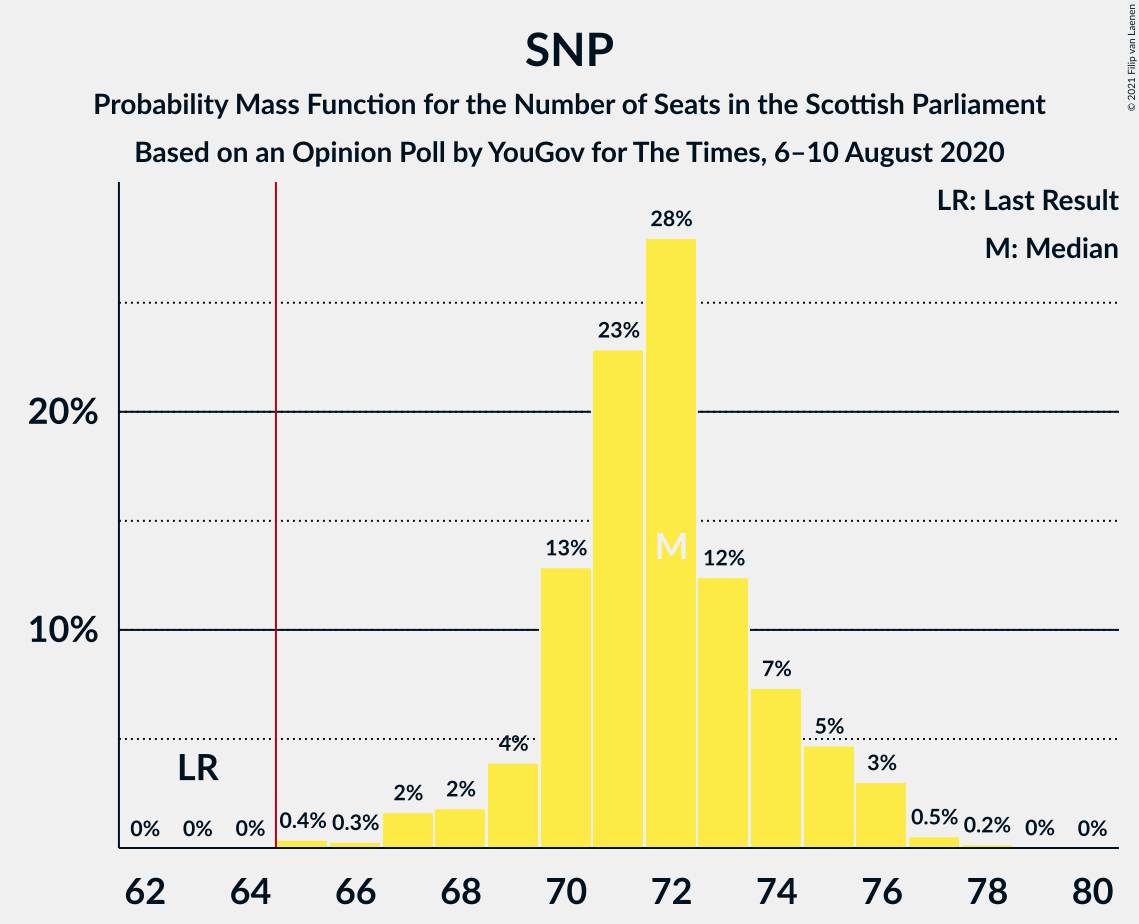 SNP
Probability Mass Function for the Number of Seats in the Scottish Parliament
Based on an Opinion Poll by YouGov for The Times, 6–10 August 2020
© 2021 Filip van Laenen
LR: Last Result
M: Median
20%
10%
LR
M
0%
0%
0%
0.4%
0.3%
2%
2%
4%
13%
23%
28%
12%
7%
5%
3%
0.5%
0.2%
0%
0%
62 64 66 68 70 72 74 76 78 80